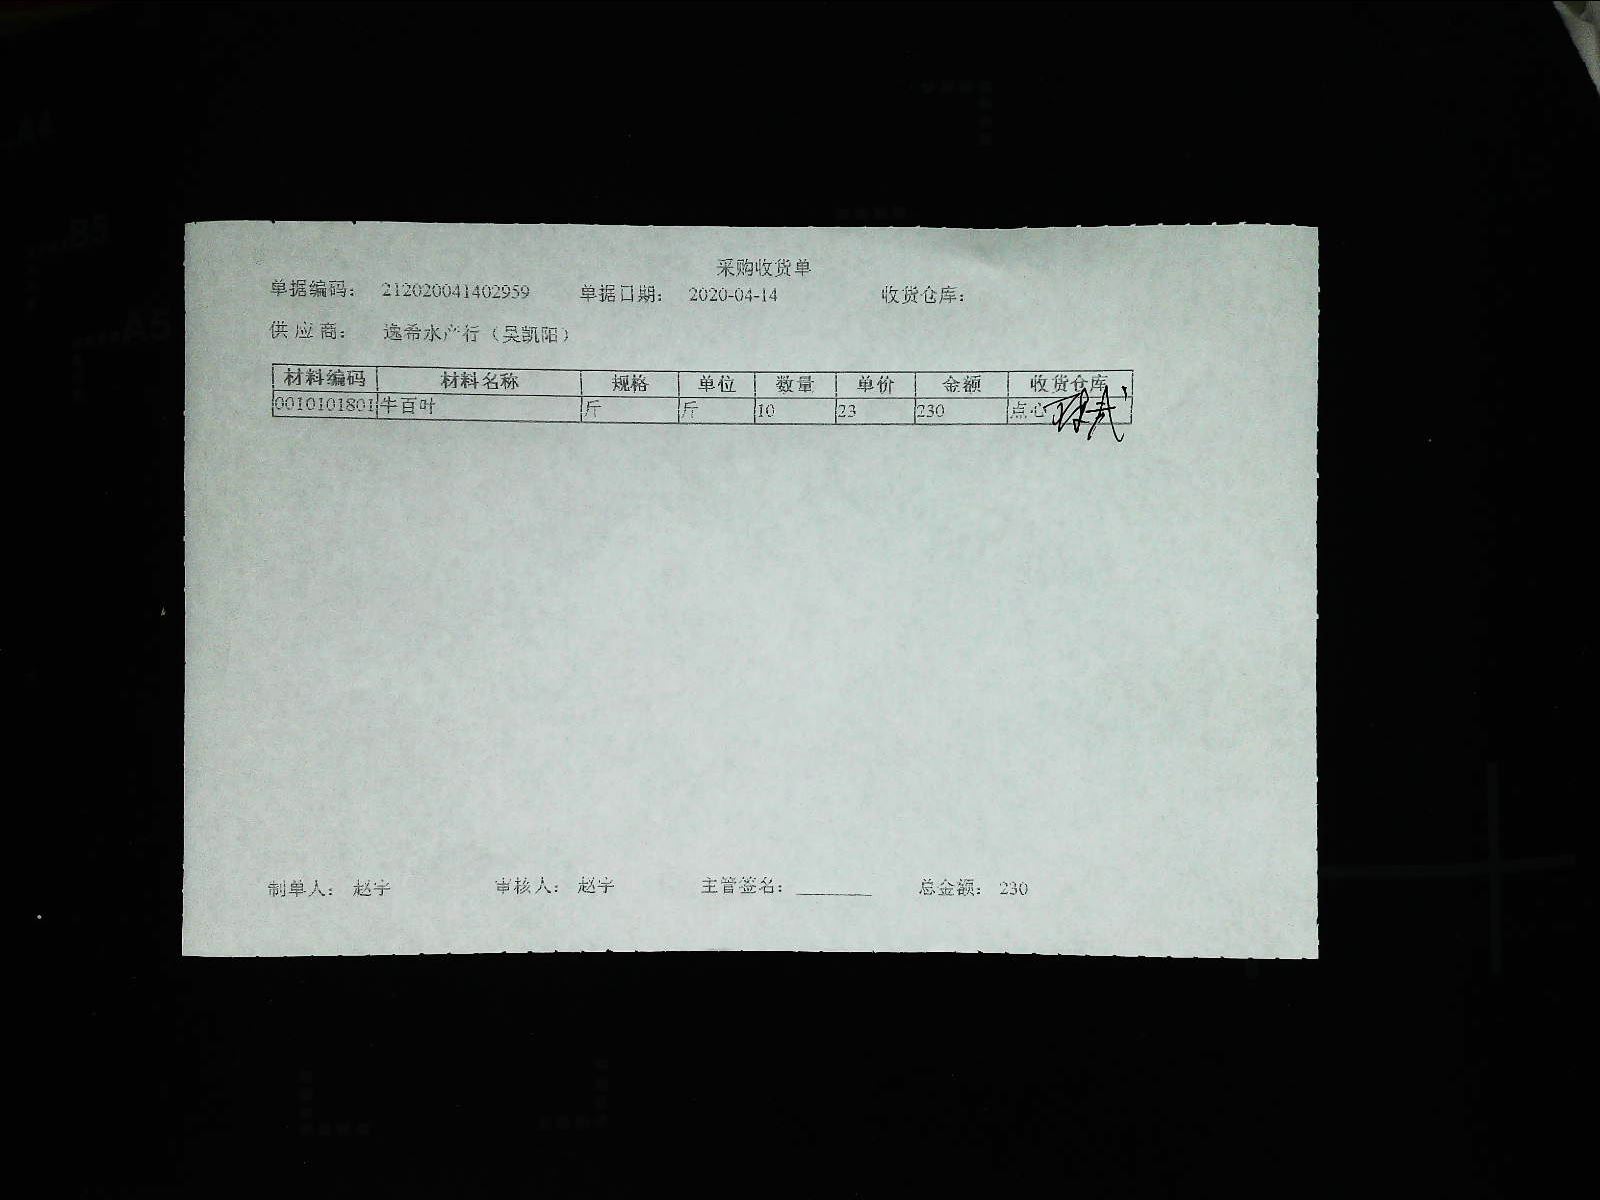 采购收货单
单据编码： 212020041402959 单据日期： 2020-04-14 收货仓库：
供应商： 逸希水产行（吴凯阳）
材料编码 材料名称 规格 单位 数量 单价 金额 收货仓库
0010101801 牛百叶 斤 斤 10 23 230 点心
制单人： 赵宇 审核人： 赵宇 主管签名：________ 总金额： 230